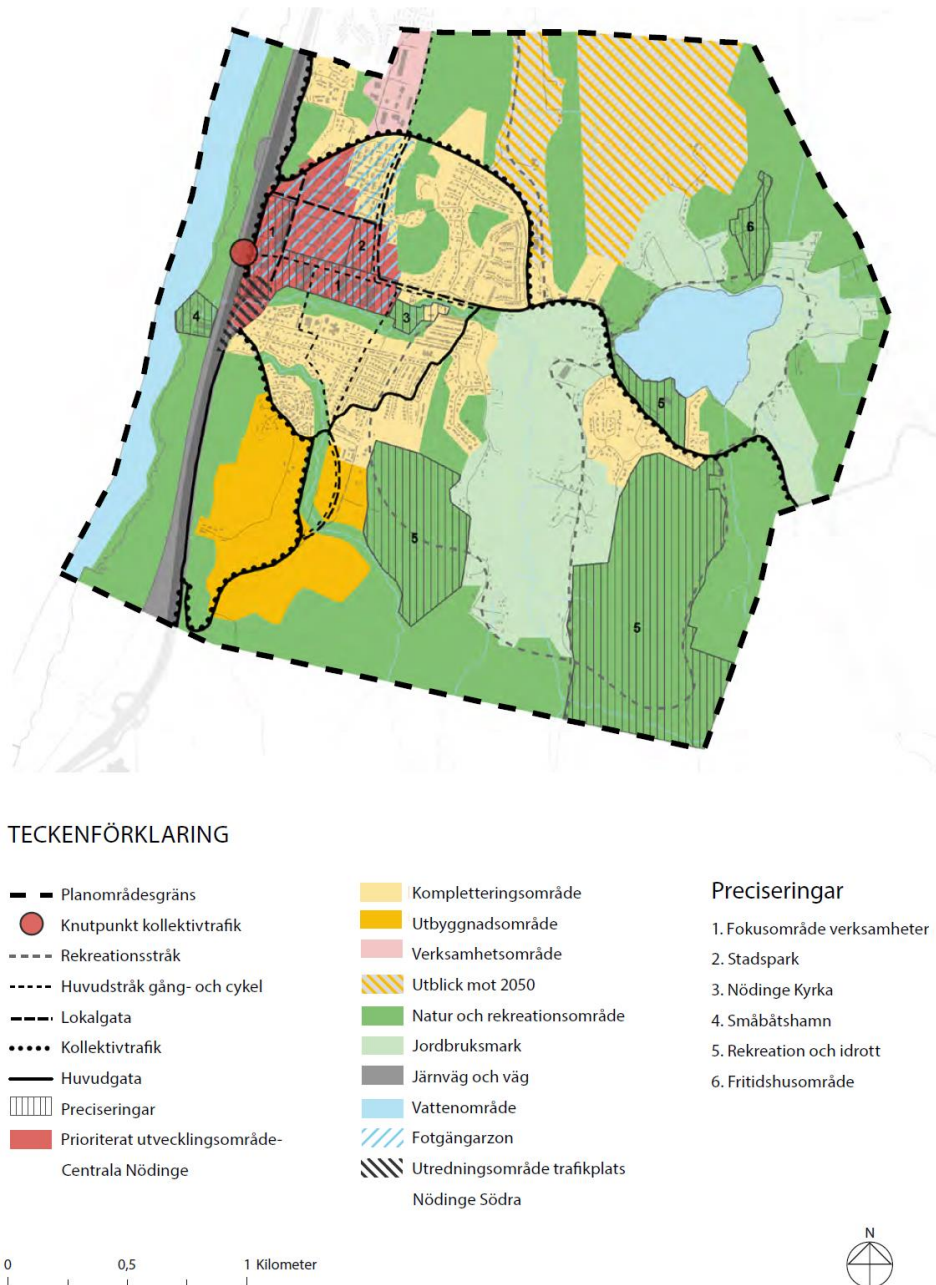 1
2
1
3
4
5
5
5
6
TECKENFÖRKLARING
Planområdesgräns
Knutpunkt kollektivtrafik
Rekreationsstråk
Huvudstråk gång- och cykel
Lokalgata
Kollektivtrafik
Huvudgata
Preciseringar
Prioriterat utvecklingsområde-
Centrala Nödinge
Kompletteringsområde
Utbyggnadsområde
Verksamhetsområde
Utblick mot 2050
Natur och rekreationsområde
Jordbruksmark
Järnväg och väg
Vattenområde
Fotgängarzon
Utredningsområde trafikplats
Nödinge Södra
Preciseringar
1. Fokusområde verksamheter
2. Stadspark
3. Nödinge Kyrka
4. Småbåtshamn
5. Rekreation och idrott
6. Fritidshusområde
0 0,5 1 Kilometer
N